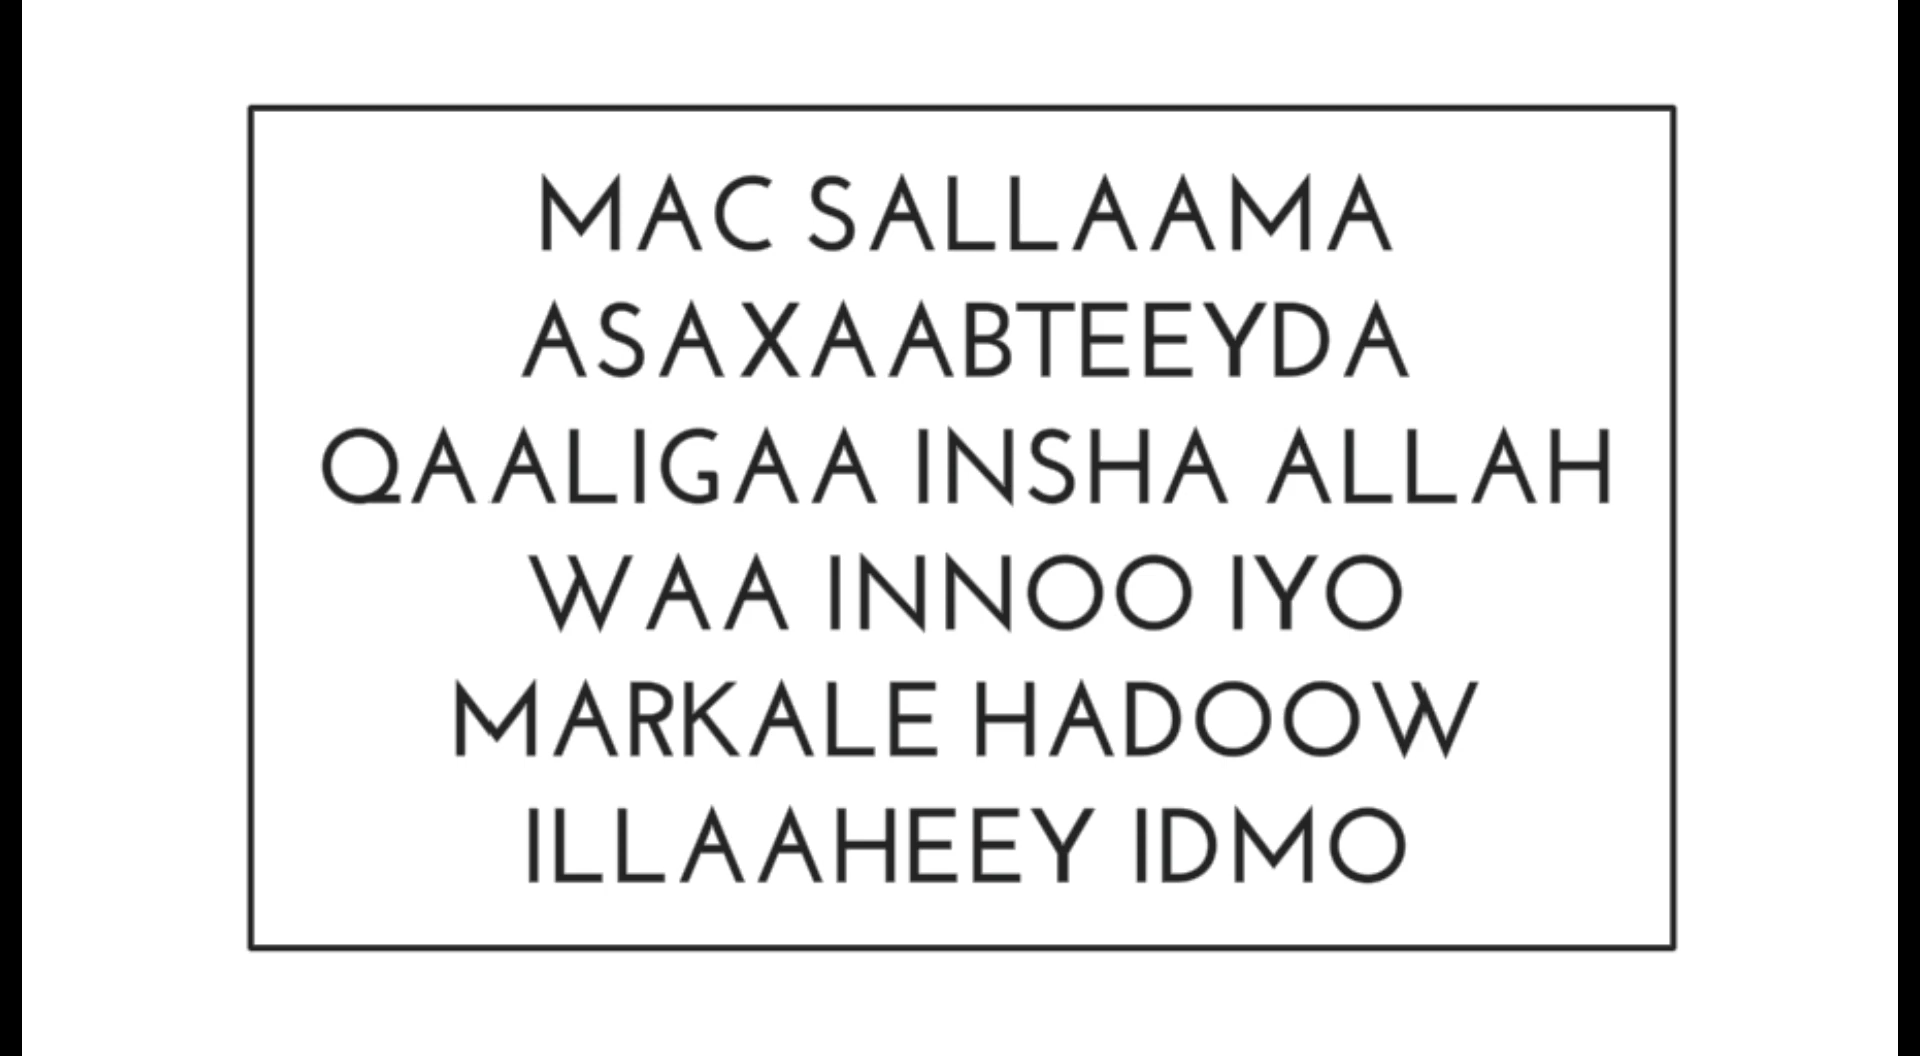 MAC SALLAAMA
ASAXAABTEEYDA
QAALIGAA INSHA ALLAH
WAA INNOO IYO
MARKALE HADOOW
ILLAAHEEY IDMO